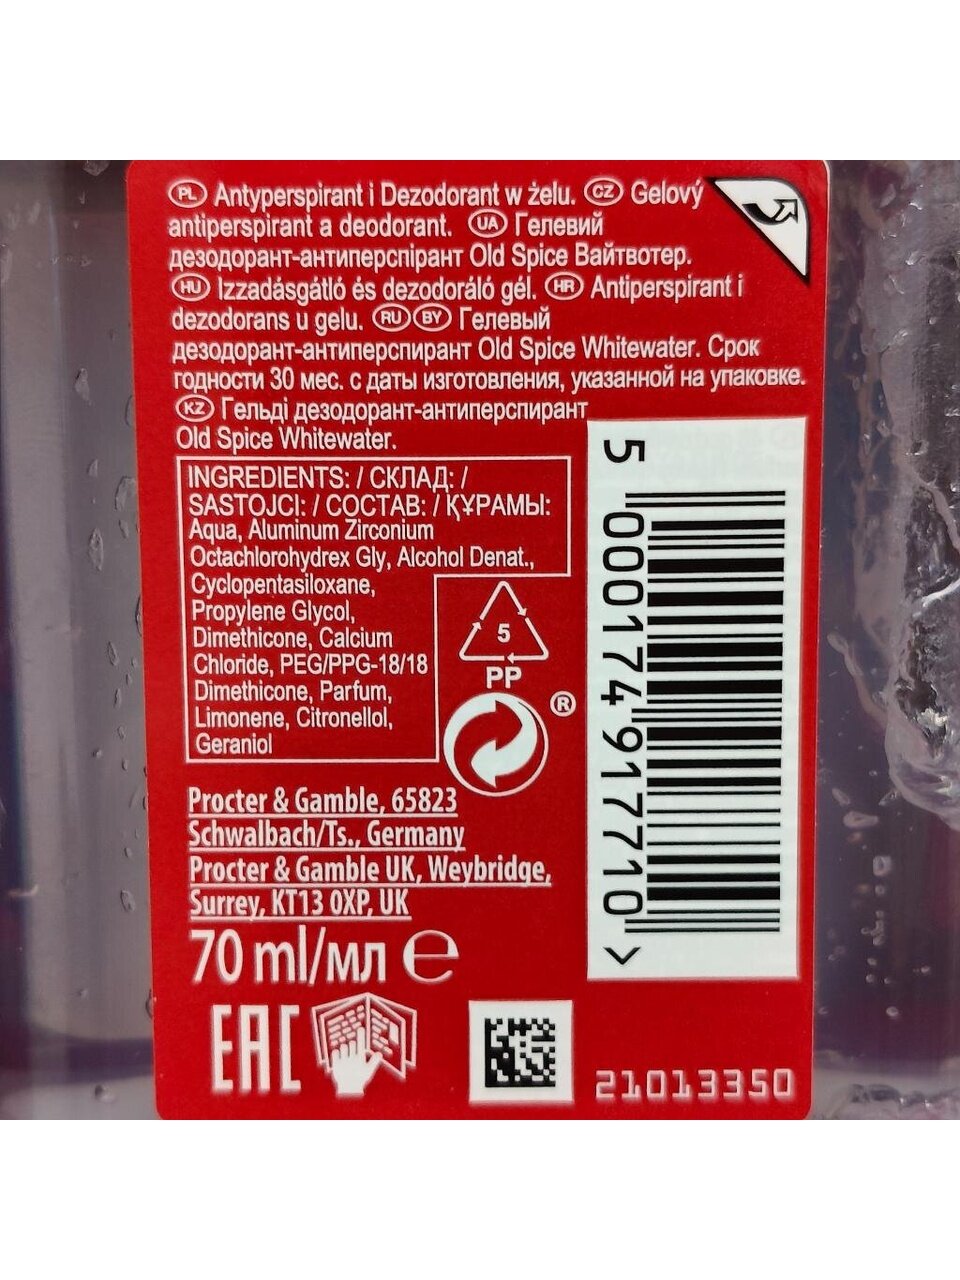 PL Antyperspirant i Dezodorant w żelu. CZ Gelový
antiperspirant a deodorant. UA Гелевий
дезодорант-антиперспірант Old Spice Вайтвотер.
HU Izzadásgátló és dezodoráló gél. HR Antiperspirant i
dezodorans u gelu. RU BY Гелевый
дезодорант-антиперспирант Old Spice Whitewater. Срок
годности 30 мес. с даты изготовления, указанной на упаковке.
KZ Гельді дезодорант-антиперспирант
Old Spice Whitewater.
INGREDIENTS: / СКЛАД: /
SASTOJCI: / СОСТАВ: / ҚҰРАМЫ:
Aqua, Aluminum Zirconium
Octachlorohydrex Gly, Alcohol Denat.,
Cyclopentasiloxane,
Propylene Glycol,
Dimethicone, Calcium
Chloride, PEG/PPG-18/18
Dimethicone, Parfum,
Limonene, Citronellol,
Geraniol
5
PP
®
Procter & Gamble, 65823
Schwalbach/Ts., Germany
Procter & Gamble UK, Weybridge,
Surrey, KT13 0XP, UK
70 ml/мл e
EAC
21013350
5 000174 917710 >